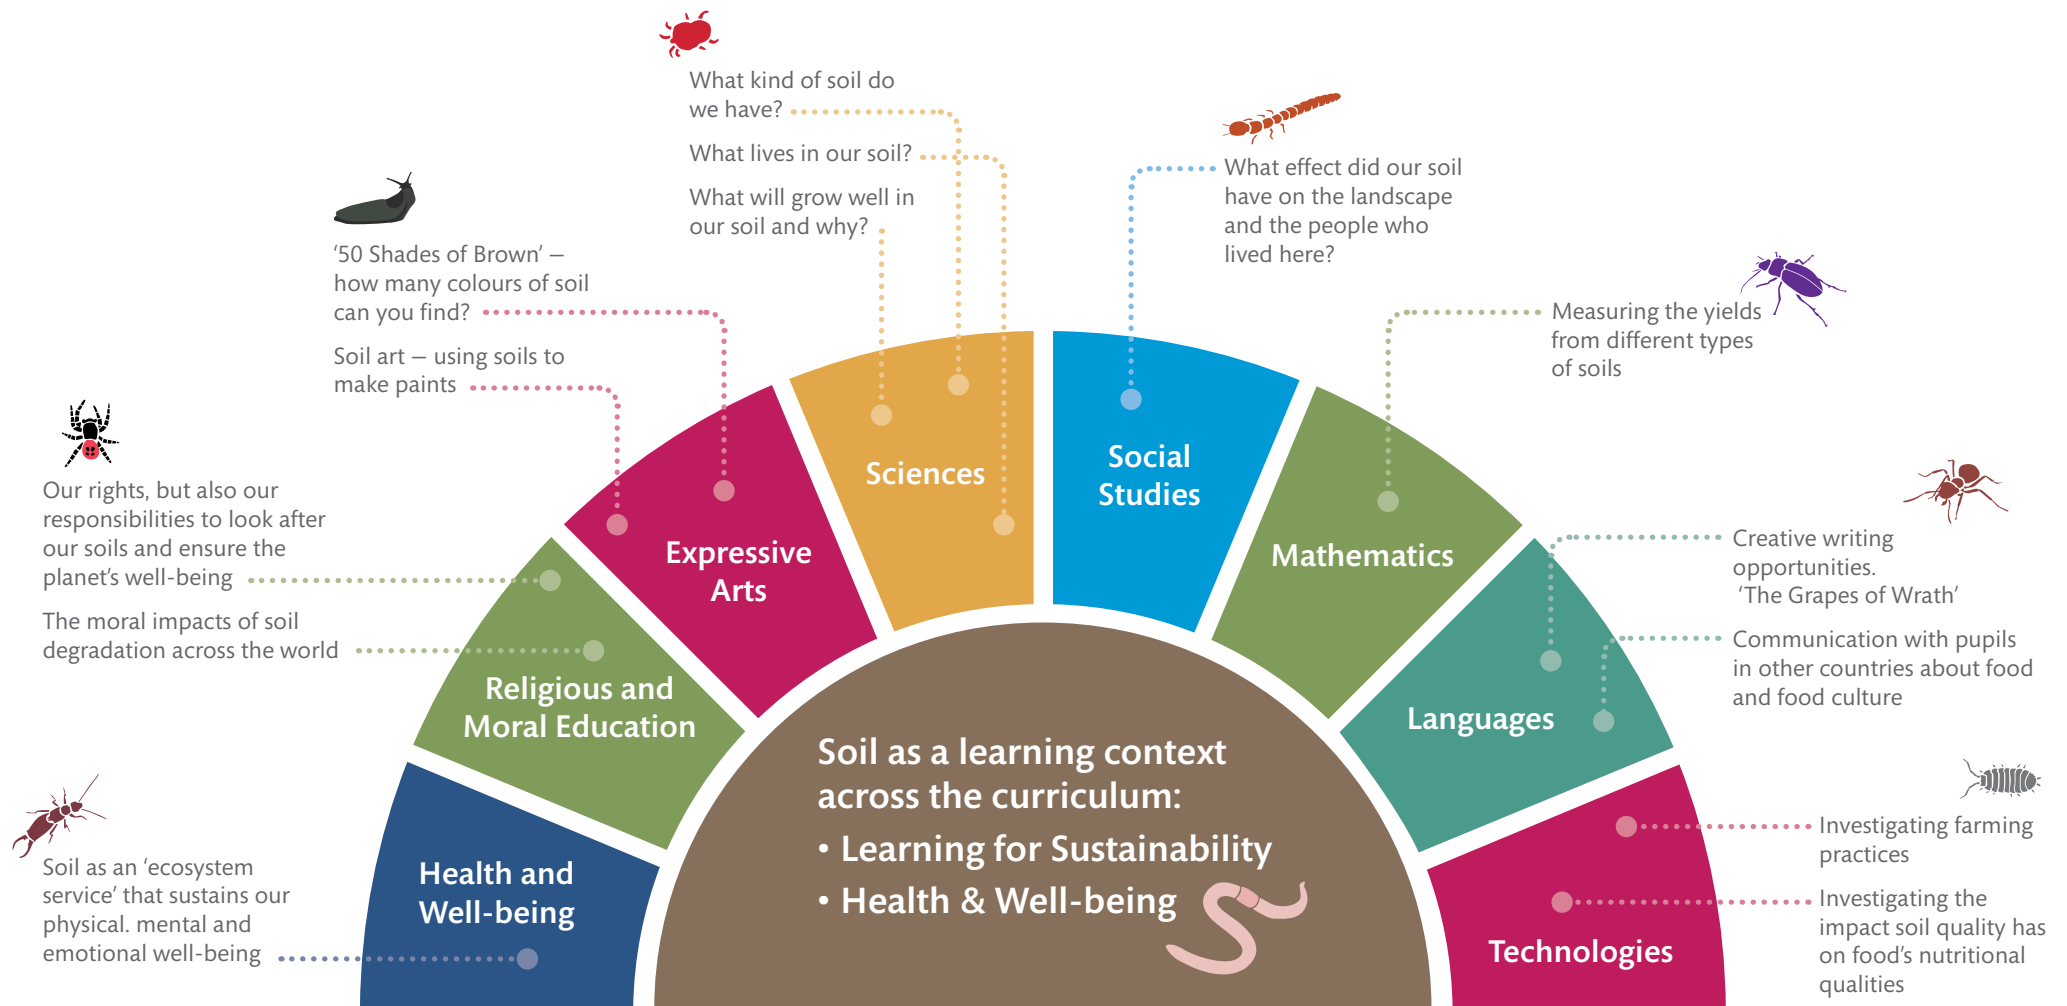 What kind of soil do
we have?
What lives in our soil?
What will grow well in
our soil and why?
What effect did our soil
have on the landscape
and the people who
lived here?
‘50 Shades of Brown’ –
how many colours of soil
can you find?
Soil art – using soils to
make paints
Measuring the yields
from different types
of soils
Our rights, but also our
responsibilities to look after
our soils and ensure the
planet’s well-being
The moral impacts of soil
degradation across the world
Creative writing
opportunities.
‘The Grapes of Wrath’
Communication with pupils
in other countries about food
and food culture
Soil as an ‘ecosystem
service’ that sustains our
physical. mental and
emotional well-being
Investigating farming
practices
Investigating the
impact soil quality has
on food’s nutritional
qualities
Health and
Well-being
Religious and
Moral Education
Expressive
Arts
Sciences
Social
Studies
Mathematics
Languages
Technologies
Soil as a learning context
across the curriculum:
• Learning for Sustainability
• Health & Well-being